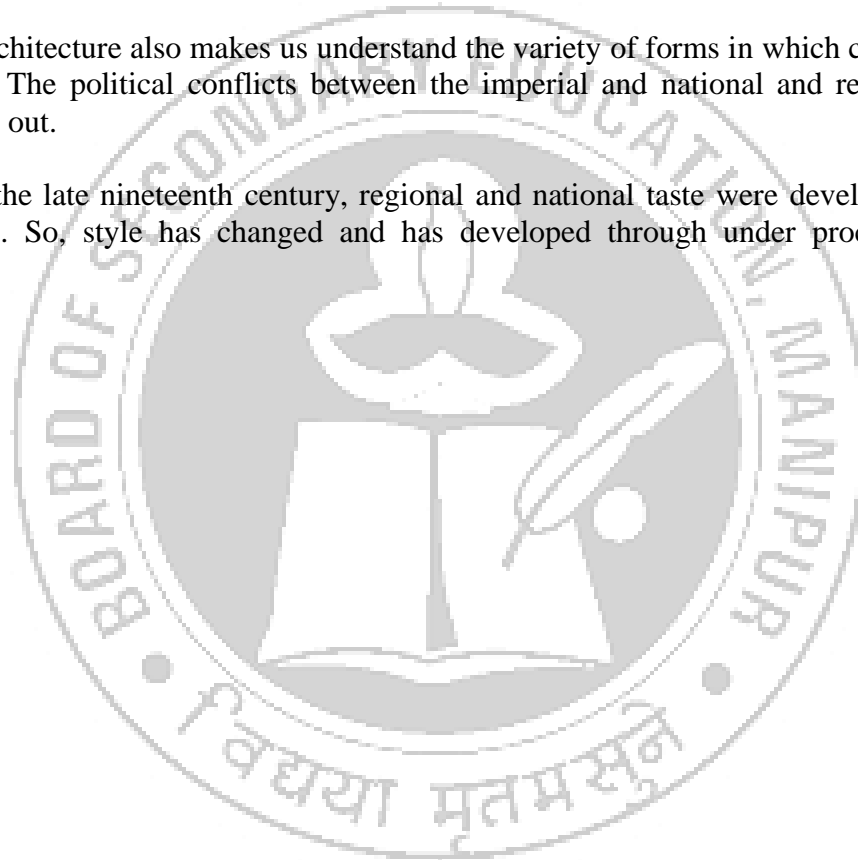 chitecture also makes us understand the variety of forms in which c
The political conflicts between the imperial and national and re
out.
the late nineteenth century, regional and national taste were devel
. So, style has changed and has developed through under proc
BOARD OF SECONDARY EDUCATION, MANIPUR
विद्यया मृतमसुने